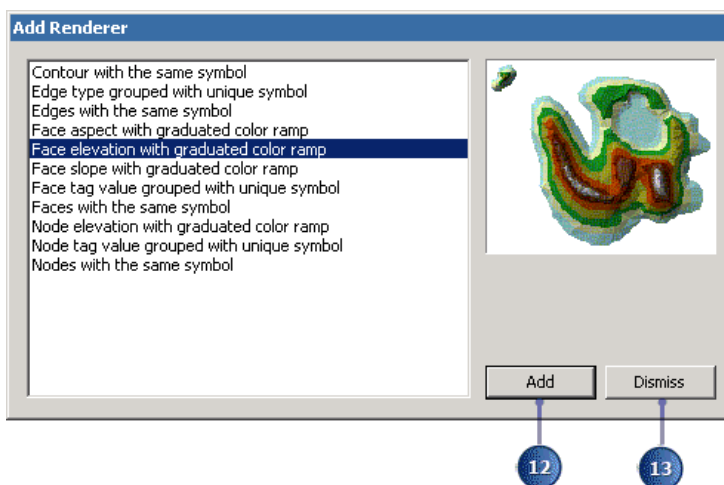 Add Renderer
Contour with the same symbol
Edge type grouped with unique symbol
Edges with the same symbol
Face aspect with graduated color ramp
Face elevation with graduated color ramp
Face slope with graduated color ramp
Face tag value grouped with unique symbol
Faces with the same symbol
Node elevation with graduated color ramp
Node tag value grouped with unique symbol
Nodes with the same symbol
Add
Dismiss
12
13